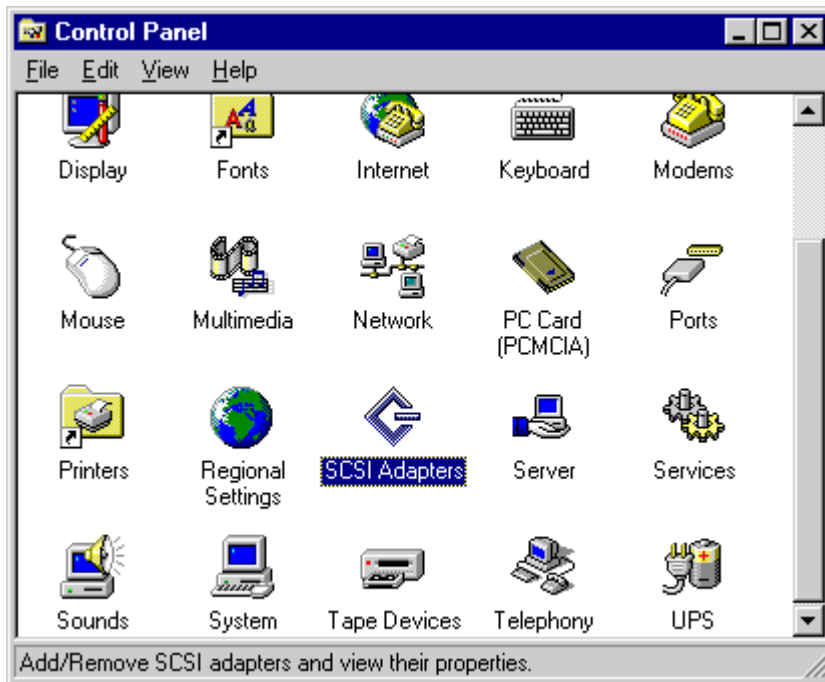 Control Panel
File Edit View Help
Display Fonts Internet Keyboard Modems
Mouse Multimedia Network PC Card (PCMCIA) Ports
Printers Regional Settings SCSI Adapters Server Services
Sounds System Tape Devices Telephony UPS
Add/Remove SCSI adapters and view their properties.